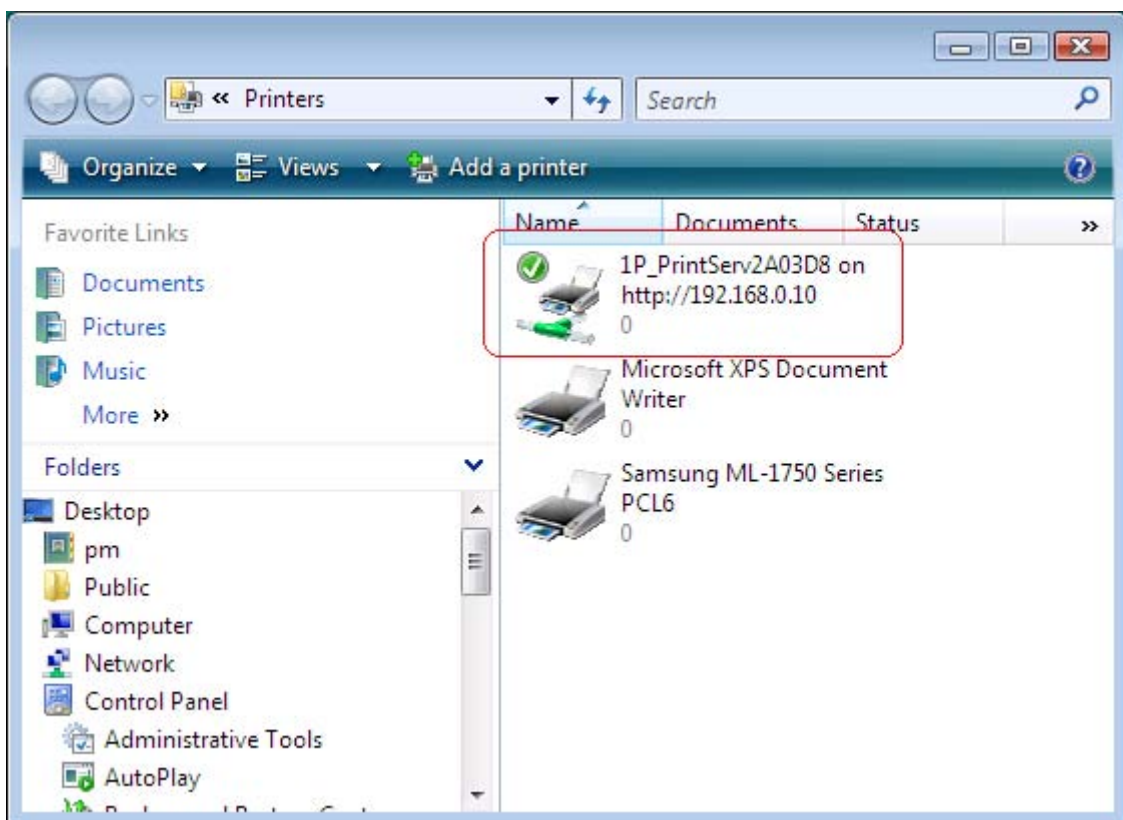 « Printers
Search
Organize Views Add a printer
Favorite Links
Documents
Pictures
Music
More »
Folders
Desktop
pm
Public
Computer
Network
Control Panel
Administrative Tools
AutoPlay
Name Documents Status »
1P_PrintServ2A03D8 on
http://192.168.0.10
0
Microsoft XPS Document
Writer
0
Samsung ML-1750 Series
PCL6
0